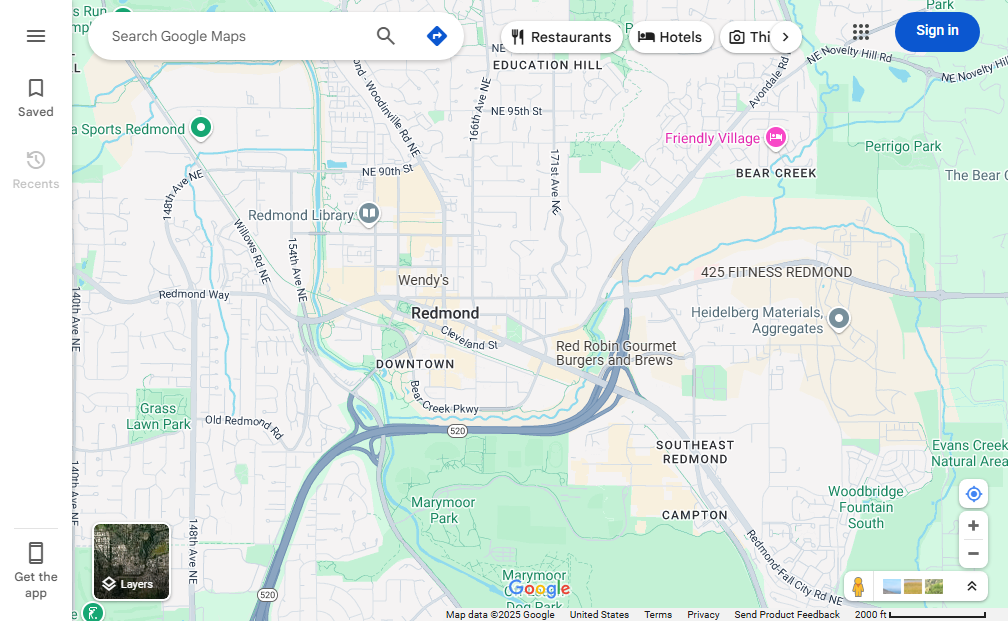 s Run
Search Google Maps
Restaurants
Hotels
Thi
Sign in
Park
Saved
Recents
Get the
app
EDUCATION HILL
NE Novelty Hill Rd
NE Novelty Hill
Avondale Rd
166th Ave NE
NE 95th St
a Sports Redmond
Friendly Village
Perrigo Park
BEAR CREEK
The Bear C
NE 90th St
171st Ave NE
148th Ave NE
Redmond Library
Willows Rd NE
154th Ave NE
425 FITNESS REDMOND
Wendy's
Redmond Way
140th Ave NE
Redmond
Heidelberg Materials,
Aggregates
Cleveland St
Red Robin Gourmet
Burgers and Brews
DOWNTOWN
Bear Creek Pkwy
Grass
Lawn Park
Old Redmond Rd
520
SOUTHEAST
REDMOND
Evans Creek
Natural Area
140th Ave NE
Marymoor
Park
Woodbridge
Fountain
South
CAMPTON
148th Ave NE
Redmond-Fall City Rd NE
Layers
520
Marymoor
Dog Park
Google
Map data ©2025 Google
United States
Terms
Privacy
Send Product Feedback
2000 ft